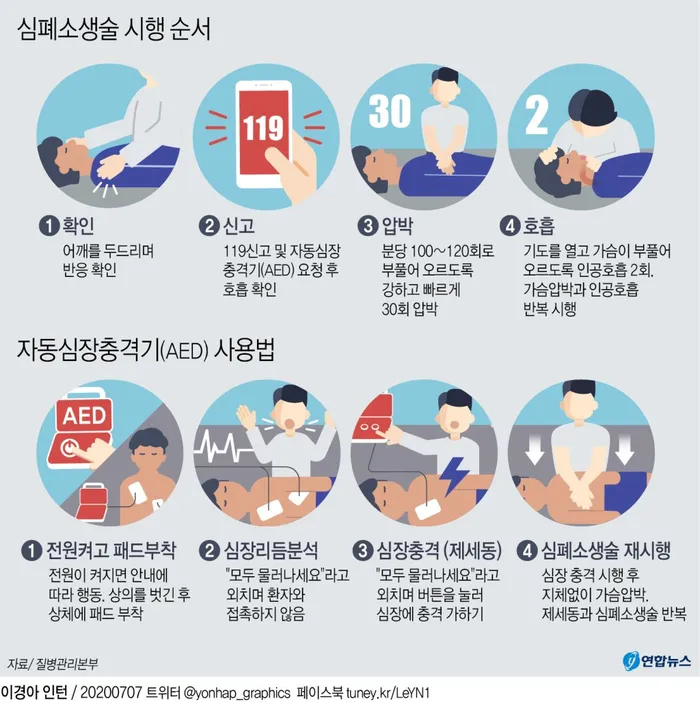 심폐소생술 시행 순서
119
30
2
1 확인
어깨를 두드리며
반응 확인
2 신고
119신고 및 자동심장
충격기(AED) 요청 후
호흡 확인
3 압박
분당 100~120회로
부풀어 오르도록
강하고 빠르게
30회 압박
4 호흡
기도를 열고 가슴이 부풀어
오르도록 인공호흡 2회.
가슴압박과 인공호흡
반복 시행
자동심장충격기(AED) 사용법
AED
1 전원켜고 패드부착
전원이 켜지면 안내에
따라 행동. 상의를 벗긴 후
상체에 패드 부착
2 심장리듬분석
"모두 물러나세요"라고
외치며 환자와
접촉하지 않음
3 심장충격 (제세동)
"모두 물러나세요"라고
외치며 버튼을 눌러
심장에 충격 가하기
4 심폐소생술 재시행
심장 충격 시행 후
지체없이 가슴압박.
제세동과 심폐소생술 반복
자료/ 질병관리본부
연합뉴스
이경아 인턴 / 20200707 트위터 @yonhap_graphics 페이스북 tuney.kr/LeYN1